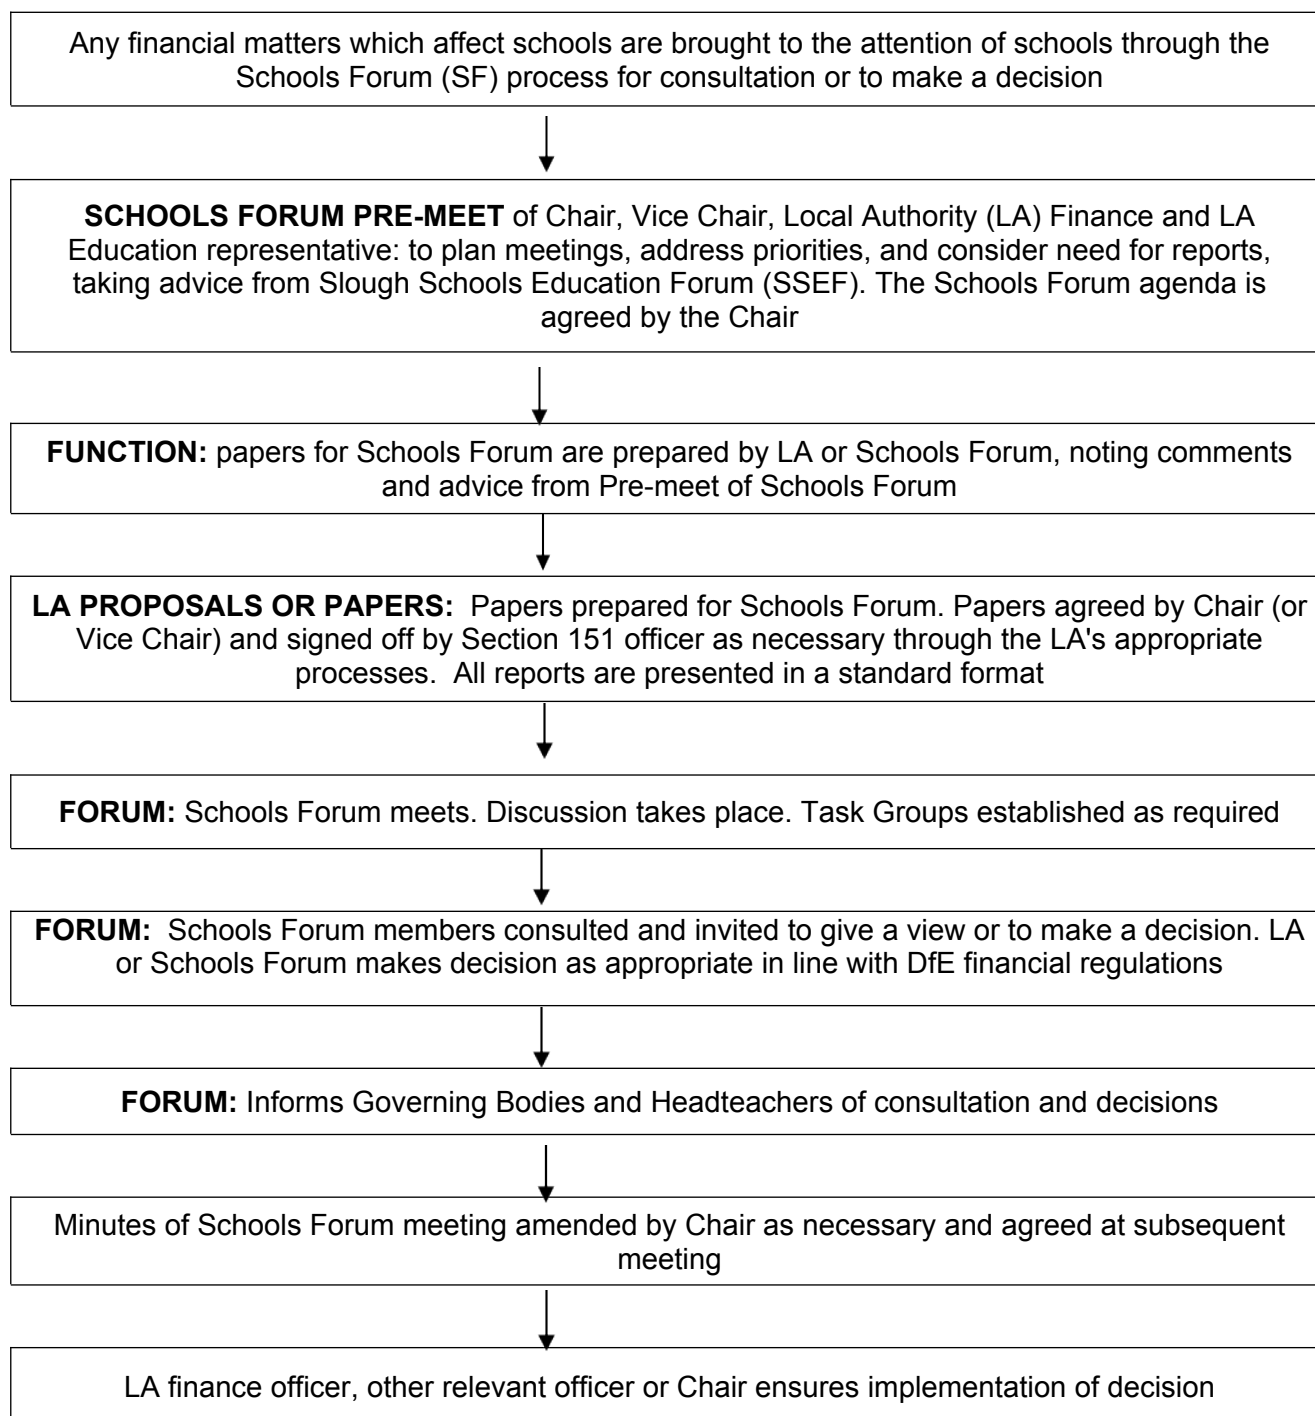 Any financial matters which affect schools are brought to the attention of schools through the
Schools Forum (SF) process for consultation or to make a decision
SCHOOLS FORUM PRE-MEET of Chair, Vice Chair, Local Authority (LA) Finance and LA
Education representative: to plan meetings, address priorities, and consider need for reports,
taking advice from Slough Schools Education Forum (SSEF). The Schools Forum agenda is
agreed by the Chair
FUNCTION: papers for Schools Forum are prepared by LA or Schools Forum, noting comments
and advice from Pre-meet of Schools Forum
LA PROPOSALS OR PAPERS: Papers prepared for Schools Forum. Papers agreed by Chair (or
Vice Chair) and signed off by Section 151 officer as necessary through the LA's appropriate
processes. All reports are presented in a standard format
FORUM: Schools Forum meets. Discussion takes place. Task Groups established as required
FORUM: Schools Forum members consulted and invited to give a view or to make a decision. LA
or Schools Forum makes decision as appropriate in line with DfE financial regulations
FORUM: Informs Governing Bodies and Headteachers of consultation and decisions
Minutes of Schools Forum meeting amended by Chair as necessary and agreed at subsequent
meeting
LA finance officer, other relevant officer or Chair ensures implementation of decision